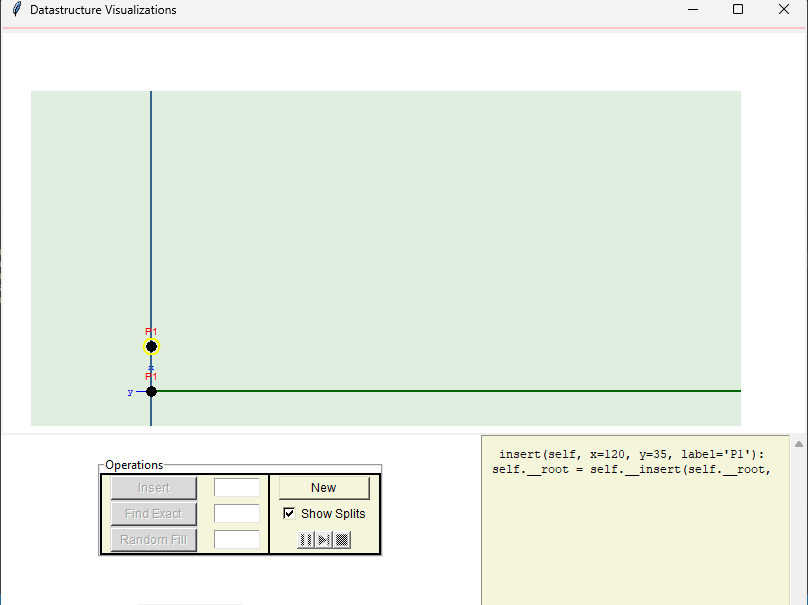 Datastructure Visualizations
P1
x
P1
y
insert(self, x=120, y=35, label='P1'):
self.__root = self.__insert(self.__root,
Operations
Insert
New
Find Exact
Show Splits
Random Fill